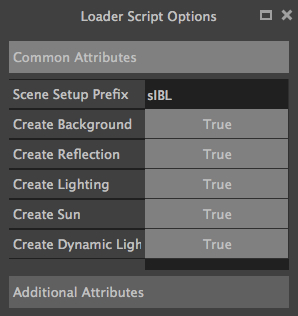 Loader Script Options
Common Attributes
Scene Setup Prefix sIBL
Create Background True
Create Reflection True
Create Lighting True
Create Sun True
Create Dynamic Ligh True
Additional Attributes